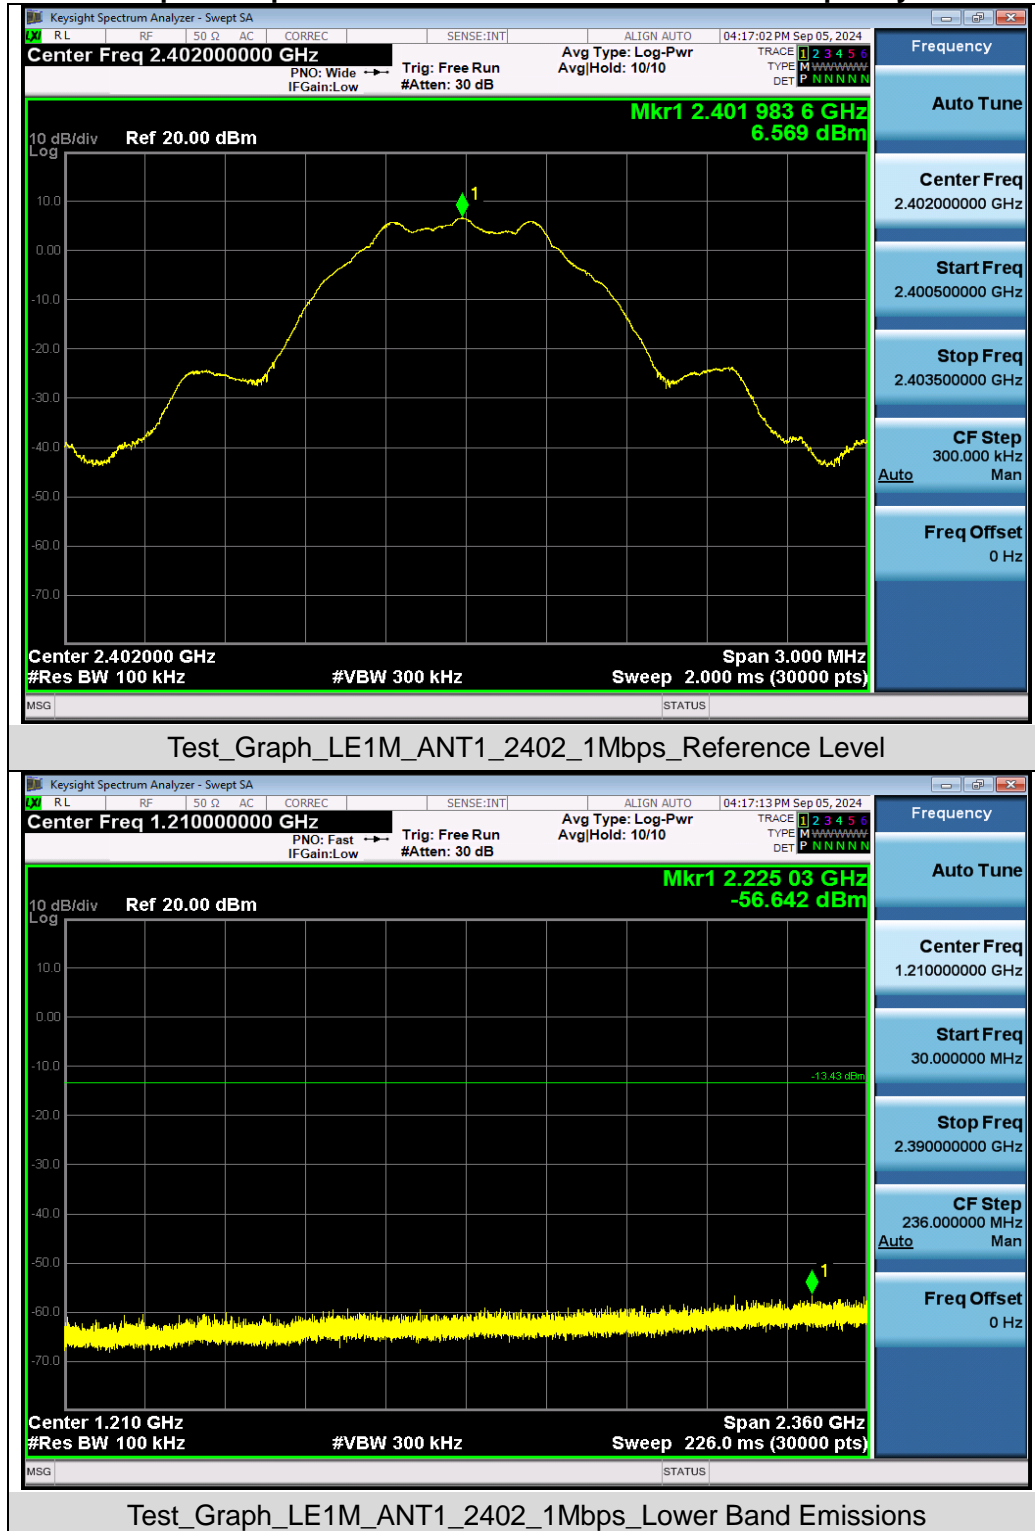 Keysight Spectrum Analyzer - Swept SA
LXI RL RF 50 Ω AC CORREC SENSE:INT ALIGN AUTO 04:17:02 PM Sep 05, 2024
Center Freq 2.402000000 GHz
PNO: Wide
IFGain:Low
Trig: Free Run
#Atten: 30 dB
Avg Type: Log-Pwr
Avg|Hold: 10/10
TRACE 1 2 3 4 5 6
TYPE M WWWWW
DET P N N N N N
Mkr1 2.401 983 6 GHz
6.569 dBm
10 dB/div Ref 20.00 dBm
Log
1
10.0
0.00
-10.0
-20.0
-30.0
-40.0
-50.0
-60.0
-70.0
Center 2.402000 GHz Span 3.000 MHz
#Res BW 100 kHz #VBW 300 kHz Sweep 2.000 ms (30000 pts)
MSG STATUS
Frequency
Auto Tune
Center Freq
2.402000000 GHz
Start Freq
2.400500000 GHz
Stop Freq
2.403500000 GHz
CF Step
300.000 kHz
Auto Man
Freq Offset
0 Hz
Test_Graph_LE1M_ANT1_2402_1Mbps_Reference Level
Keysight Spectrum Analyzer - Swept SA
LXI RL RF 50 Ω AC CORREC SENSE:INT ALIGN AUTO 04:17:13 PM Sep 05, 2024
Center Freq 1.210000000 GHz
PNO: Fast
IFGain:Low
Trig: Free Run
#Atten: 30 dB
Avg Type: Log-Pwr
Avg|Hold: 10/10
TRACE 1 2 3 4 5 6
TYPE M WWWWW
DET P N N N N N
Mkr1 2.225 03 GHz
-56.642 dBm
10 dB/div Ref 20.00 dBm
Log
10.0
0.00
-10.0
-13.43 dBm
-20.0
-30.0
-40.0
-50.0
1
-60.0
-70.0
Center 1.210 GHz Span 2.360 GHz
#Res BW 100 kHz #VBW 300 kHz Sweep 226.0 ms (30000 pts)
MSG STATUS
Frequency
Auto Tune
Center Freq
1.210000000 GHz
Start Freq
30.000000 MHz
Stop Freq
2.390000000 GHz
CF Step
236.000000 MHz
Auto Man
Freq Offset
0 Hz
Test_Graph_LE1M_ANT1_2402_1Mbps_Lower Band Emissions